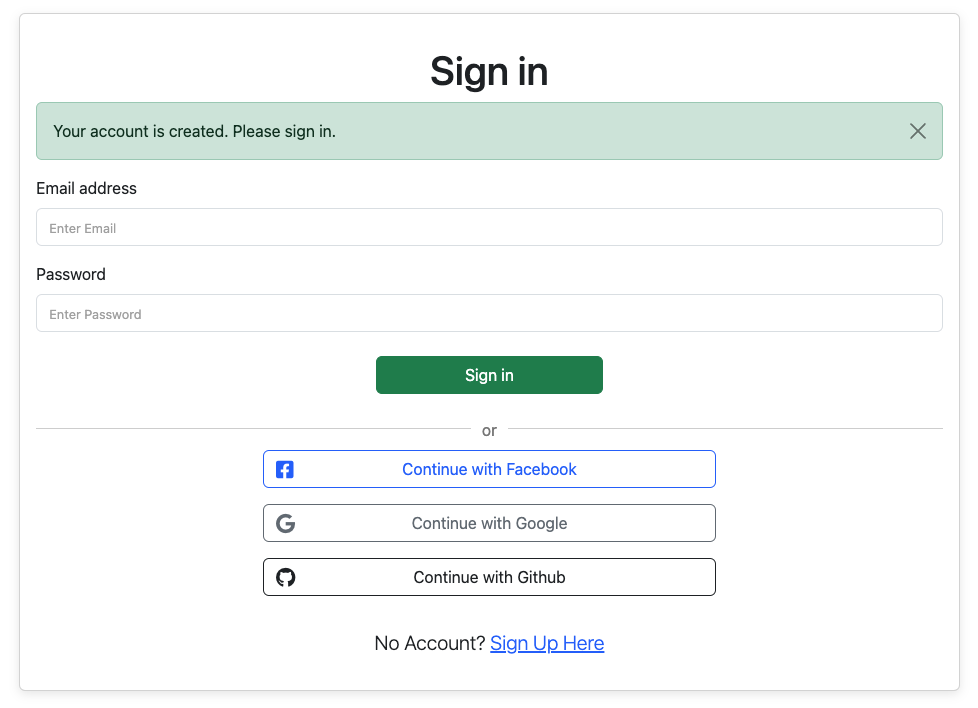 Sign in
Your account is created. Please sign in.
Email address
Enter Email
Password
Enter Password
Sign in
or
Continue with Facebook
Continue with Google
Continue with Github
No Account? Sign Up Here